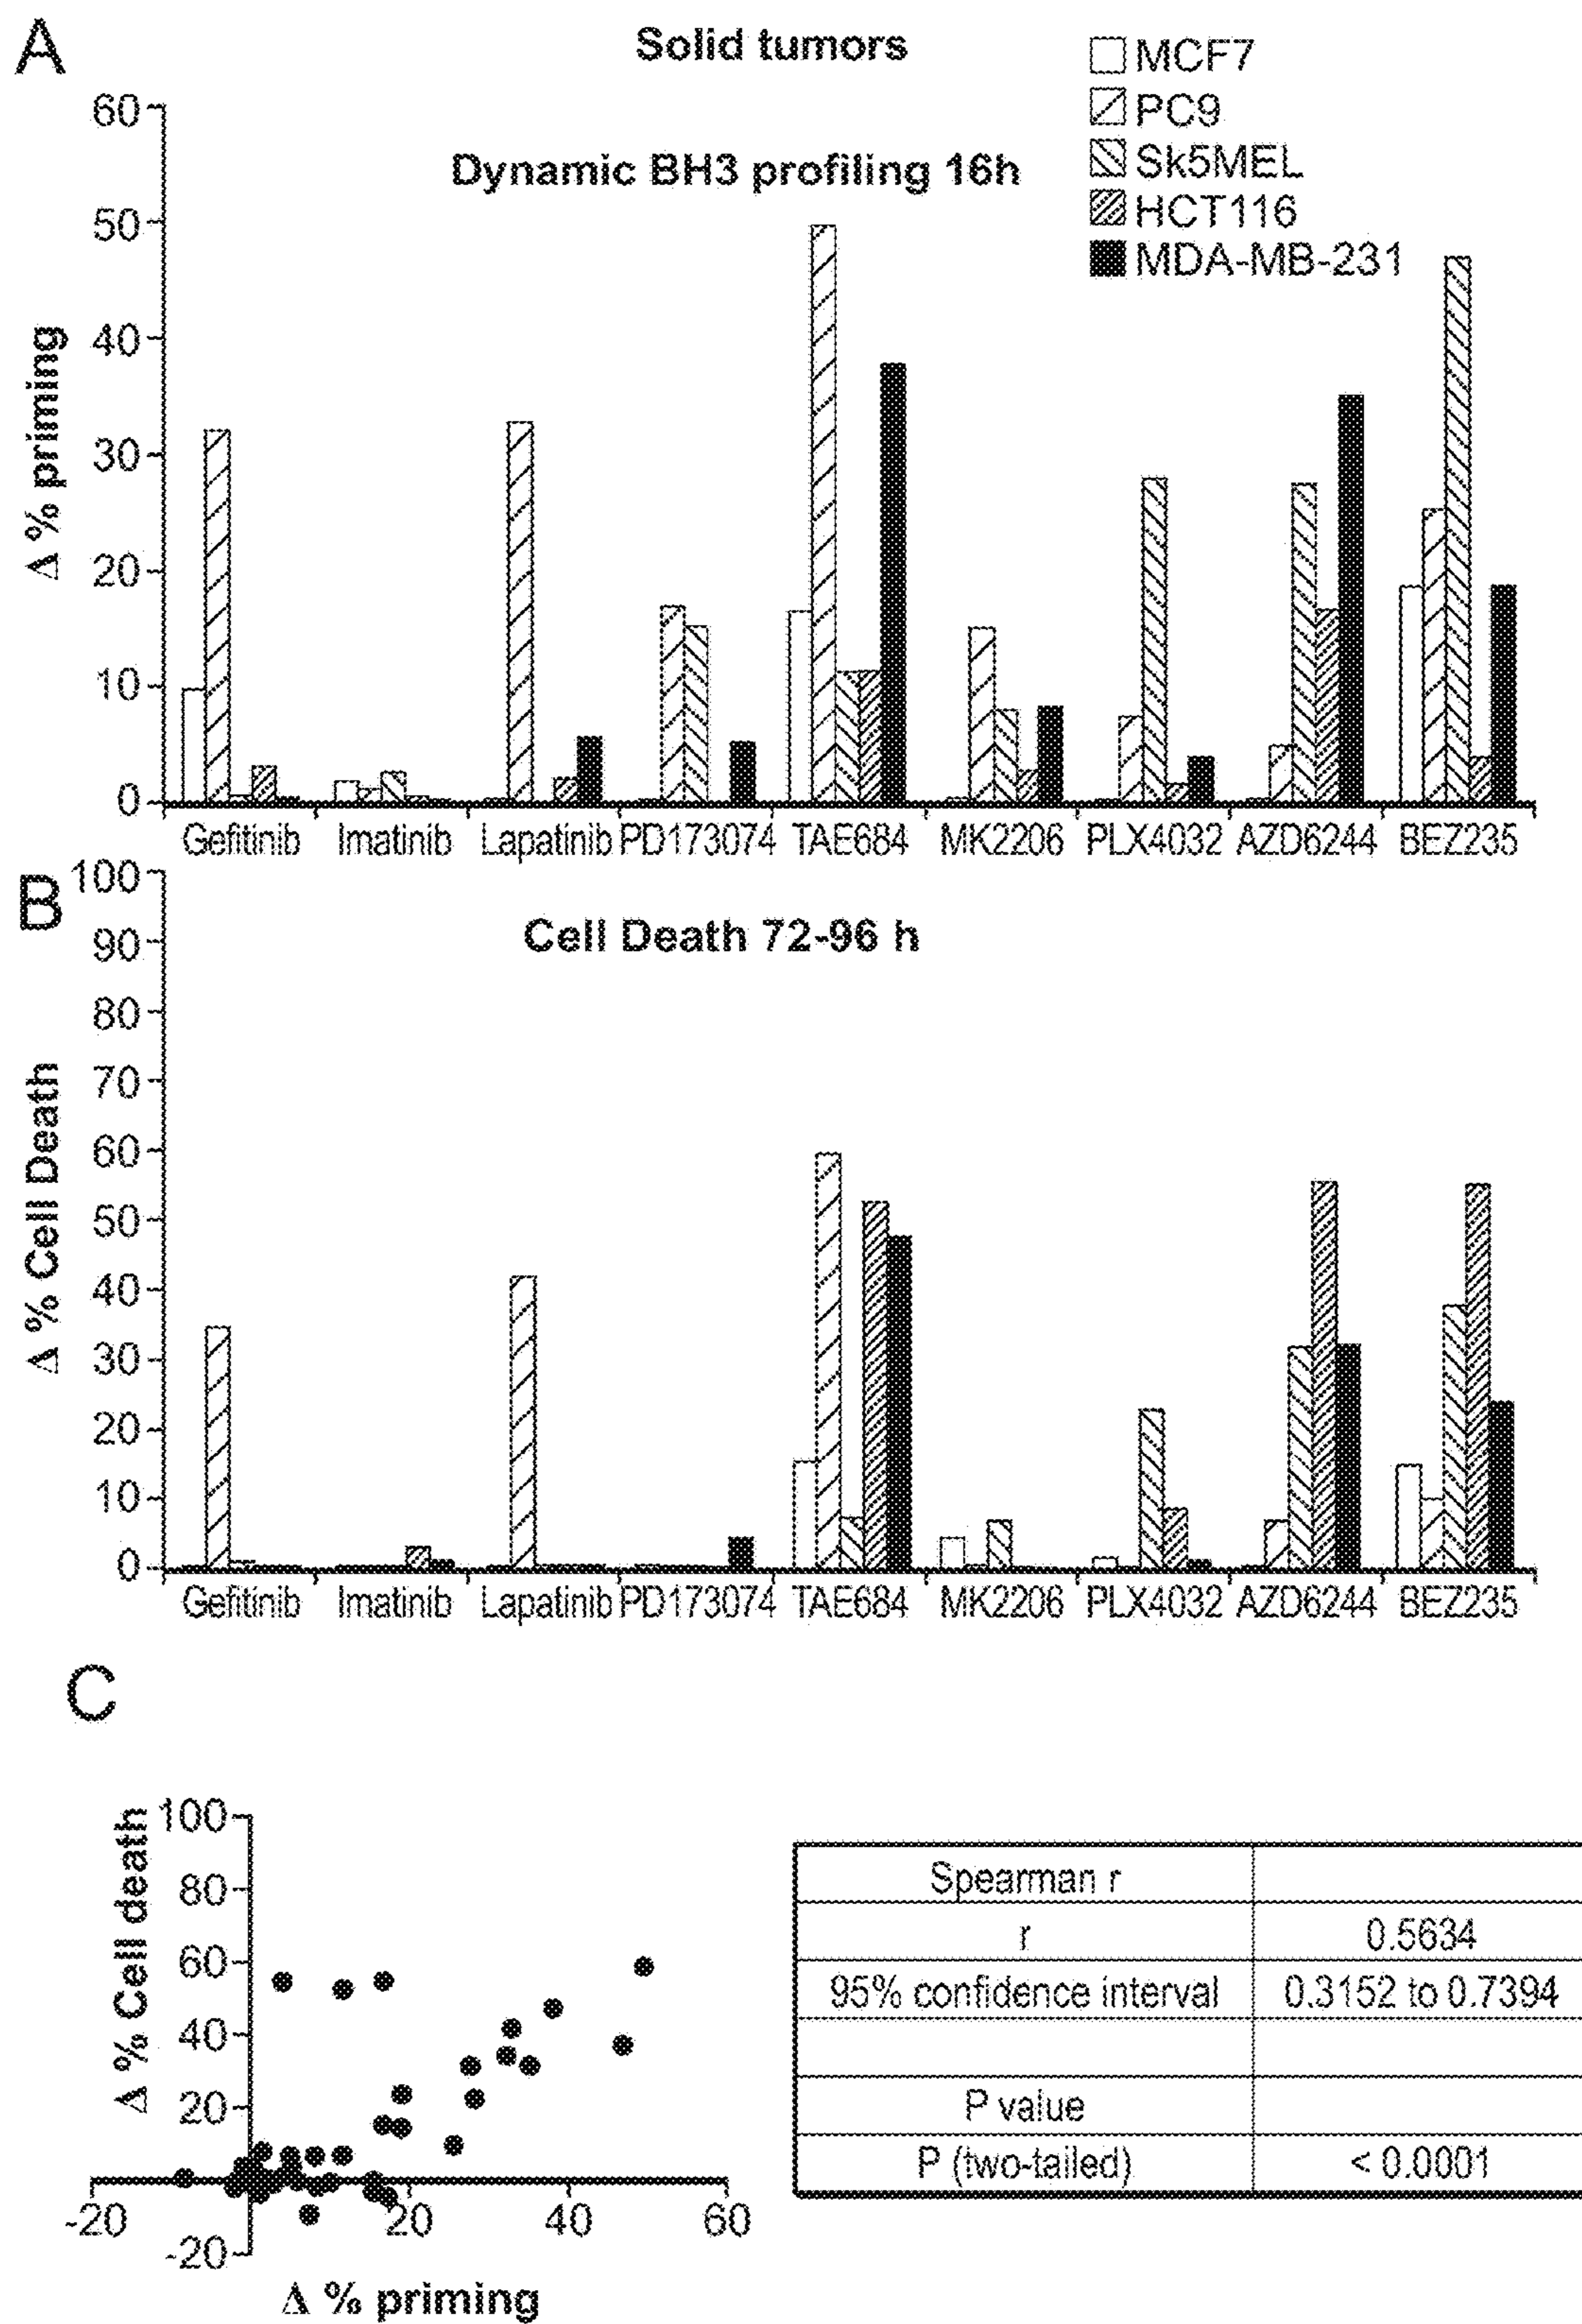 A
Solid tumors
MCF7
PC9
Sk5MEL
HCT116
MDA-MB-231
Dynamic BH3 profiling 16h
Δ % priming
60
50
40
30
20
10
0
Gefitinib Imatinib Lapatinib PD173074 TAE684 MK2206 PLX4032 AZD6244 BEZ235
B
Cell Death 72-96 h
Δ % Cell Death
100
90
80
70
60
50
40
30
20
10
0
Gefitinib Imatinib Lapatinib PD173074 TAE684 MK2206 PLX4032 AZD6244 BEZ235
C
Δ % Cell death
100
80
60
40
20
-20 20 40 60
-20
Δ % priming
Spearman r
r 0.5634
95% confidence interval 0.3152 to 0.7394
P value
P (two-tailed) < 0.0001